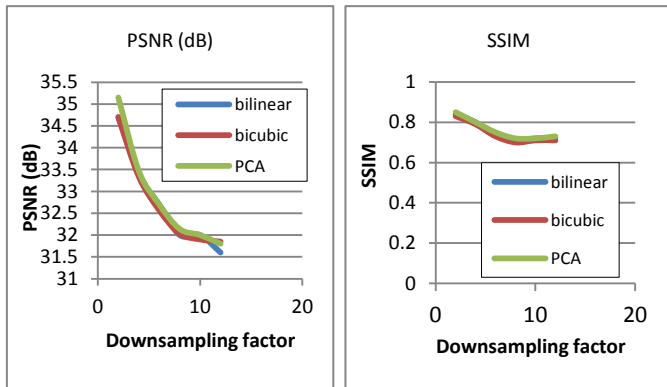 PSNR (dB)
35.5
35
34.5
34
33.5
33
32.5
32
31.5
31
PSNR (dB)
bilinear
bicubic
PCA
0
10
20
Downsampling factor
SSIM
1
0.8
0.6
0.4
0.2
0
SSIM
bilinear
bicubic
PCA
0
10
20
Downsampling factor